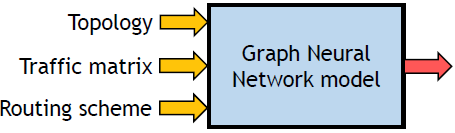 Topology
Traffic matrix
Routing scheme
Graph Neural
Network model